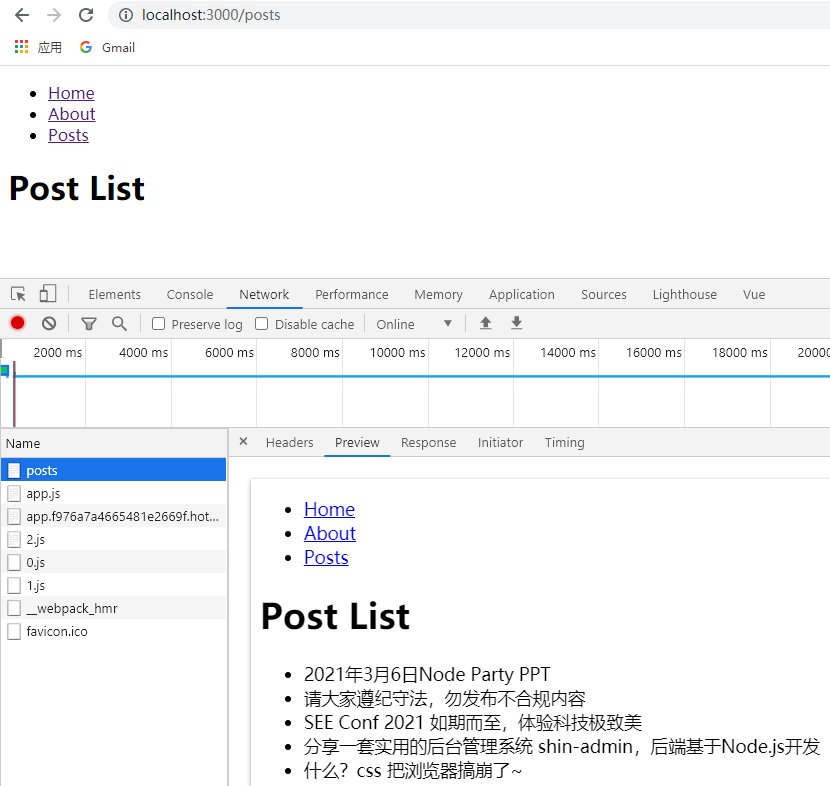 localhost:3000/posts
应用 Gmail
Home
About
Posts
Post List
Elements Console Network Performance Memory Application Sources Lighthouse Vue
Preserve log Disable cache Online
2000 ms 4000 ms 6000 ms 8000 ms 10000 ms 12000 ms 14000 ms 16000 ms 18000 ms 20000
Name
Headers Preview Response Initiator Timing
posts
app.js
app.f976a7a4665481e2669f.hot...
2.js
0.js
1.js
__webpack_hmr
favicon.ico
Home
About
Posts
Post List
2021年3月6日Node Party PPT
请大家遵纪守法，勿发布不合规内容
SEE Conf 2021 如期而至，体验科技极致美
分享一套实用的后台管理系统 shin-admin，后端基于Node.js开发
什么？css 把浏览器搞崩了~